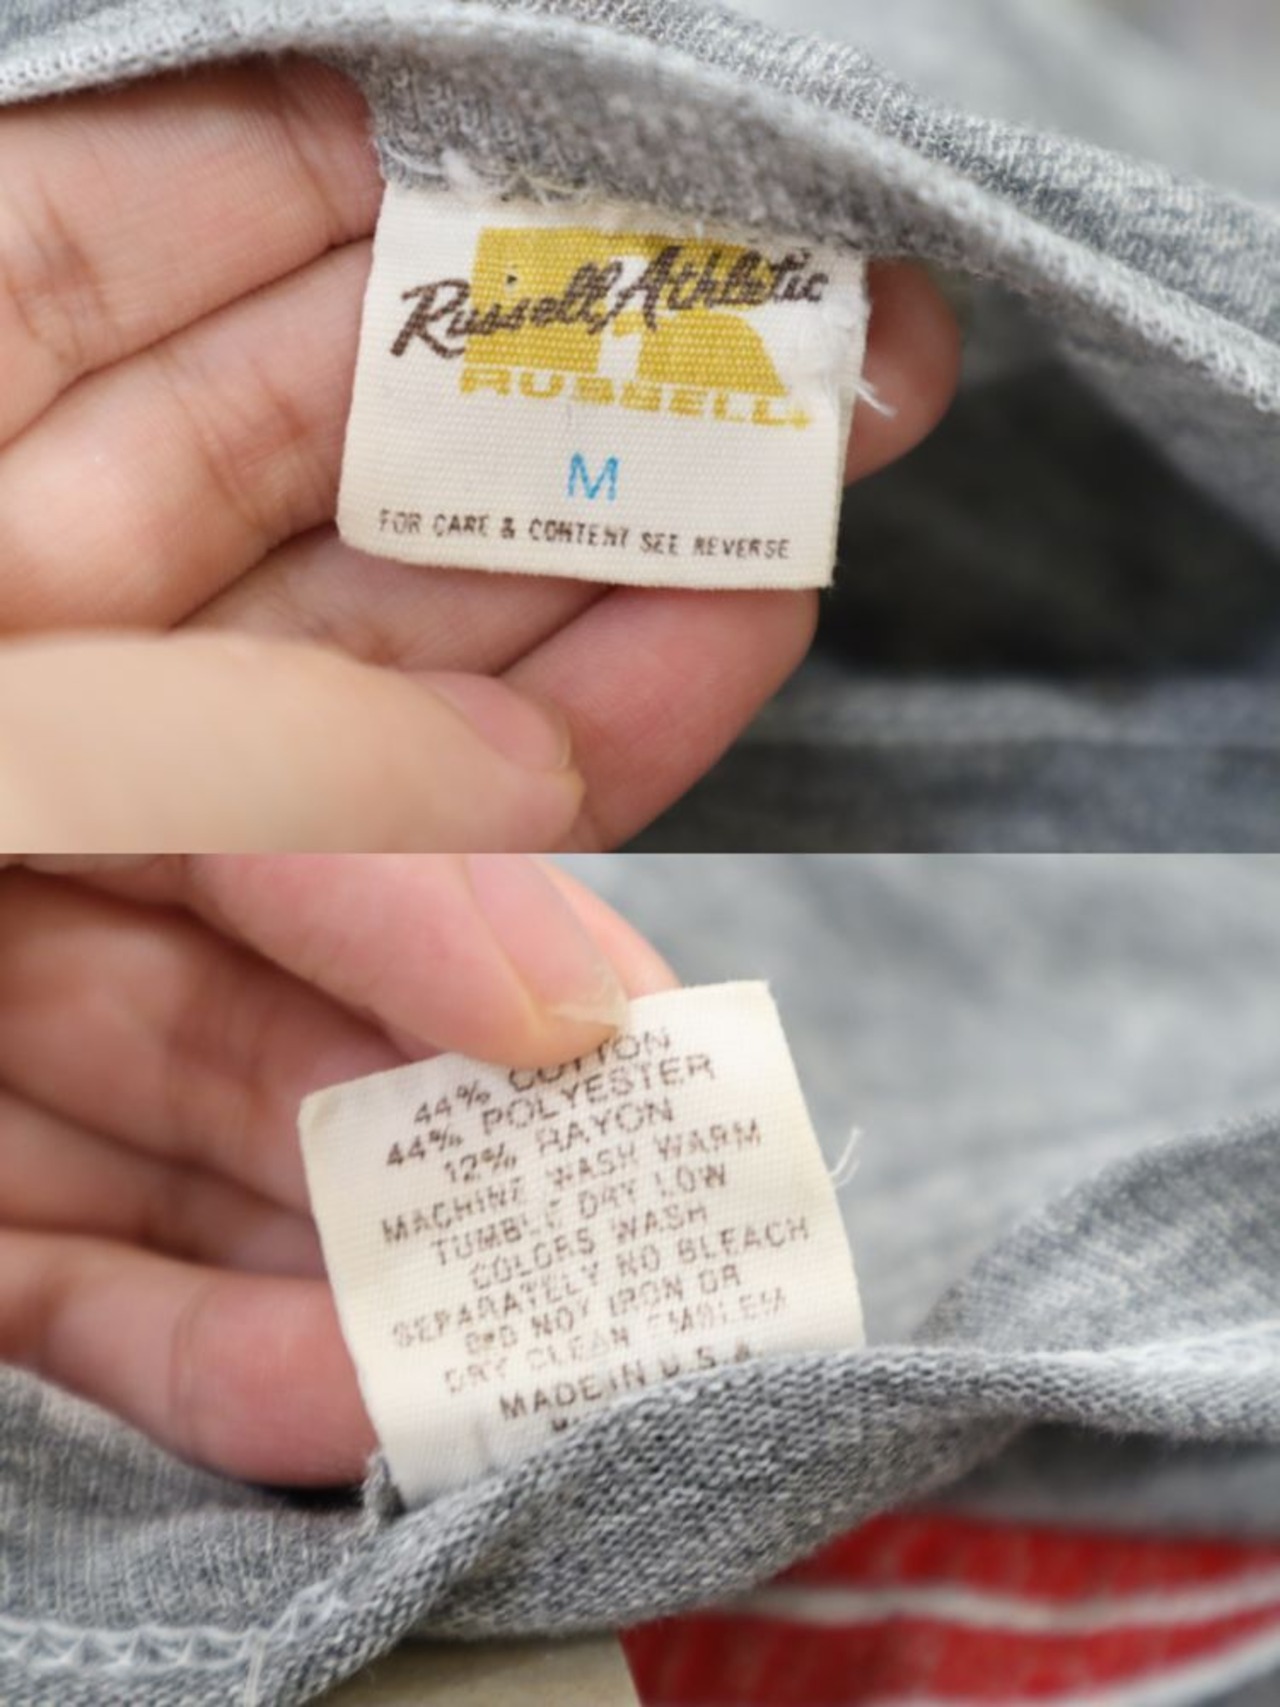 Russell Athletic
RUSSELL
M
FOR CARE & CONTENT SEE REVERSE
44% COTTON
44% POLYESTER
12% RAYON
MACHINE WASH WARM
TUMBLE DRY LOW
COLORS WASH
SEPARATELY NO BLEACH
DO NOT IRON OR
DRY CLEAN EMBLEM
MADE IN U.S.A.